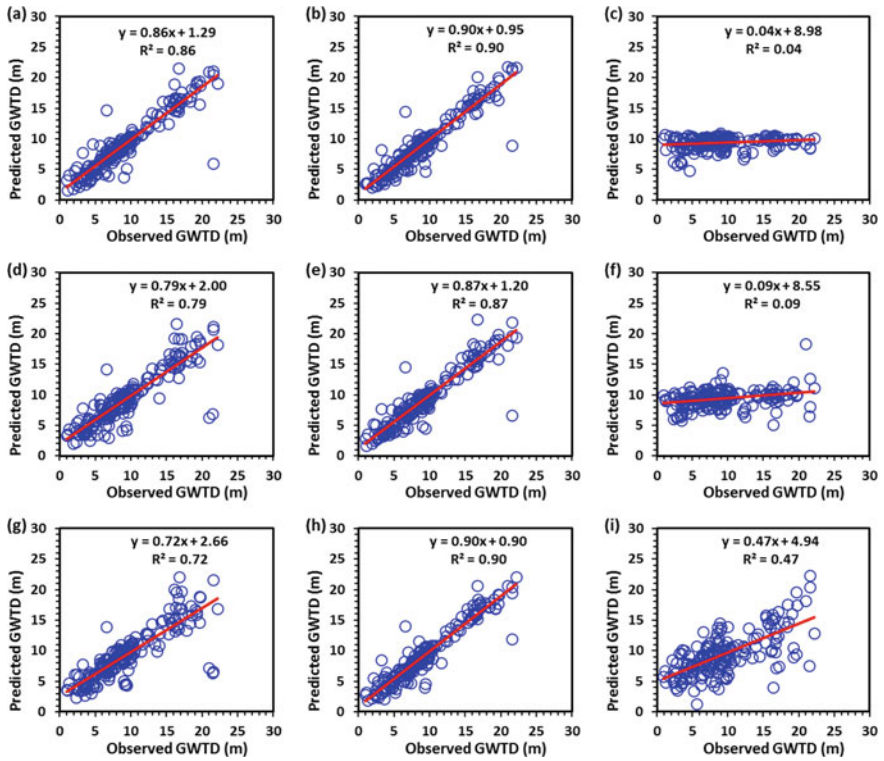 (a) (b) (c)
y = 0.86x + 1.29 y = 0.90x + 0.95 y = 0.04x + 8.98
R² = 0.86 R² = 0.90 R² = 0.04
Predicted GWTD (m) Predicted GWTD (m) Predicted GWTD (m)
30 30 30
25 25 25
20 20 20
15 15 15
10 10 10
5 5 5
0 0 0
0 5 10 15 20 25 30 0 5 10 15 20 25 30 0 5 10 15 20 25 30
Observed GWTD (m) Observed GWTD (m) Observed GWTD (m)
(d) (e) (f)
y = 0.79x + 2.00 y = 0.87x + 1.20 y = 0.09x + 8.55
R² = 0.79 R² = 0.87 R² = 0.09
Predicted GWTD (m) Predicted GWTD (m) Predicted GWTD (m)
30 30 30
25 25 25
20 20 20
15 15 15
10 10 10
5 5 5
0 0 0
0 5 10 15 20 25 30 0 5 10 15 20 25 30 0 5 10 15 20 25 30
Observed GWTD (m) Observed GWTD (m) Observed GWTD (m)
(g) (h) (i)
y = 0.72x + 2.66 y = 0.90x + 0.90 y = 0.47x + 4.94
R² = 0.72 R² = 0.90 R² = 0.47
Predicted GWTD (m) Predicted GWTD (m) Predicted GWTD (m)
30 30 30
25 25 25
20 20 20
15 15 15
10 10 10
5 5 5
0 0 0
0 5 10 15 20 25 30 0 5 10 15 20 25 30 0 5 10 15 20 25 30
Observed GWTD (m) Observed GWTD (m) Observed GWTD (m)